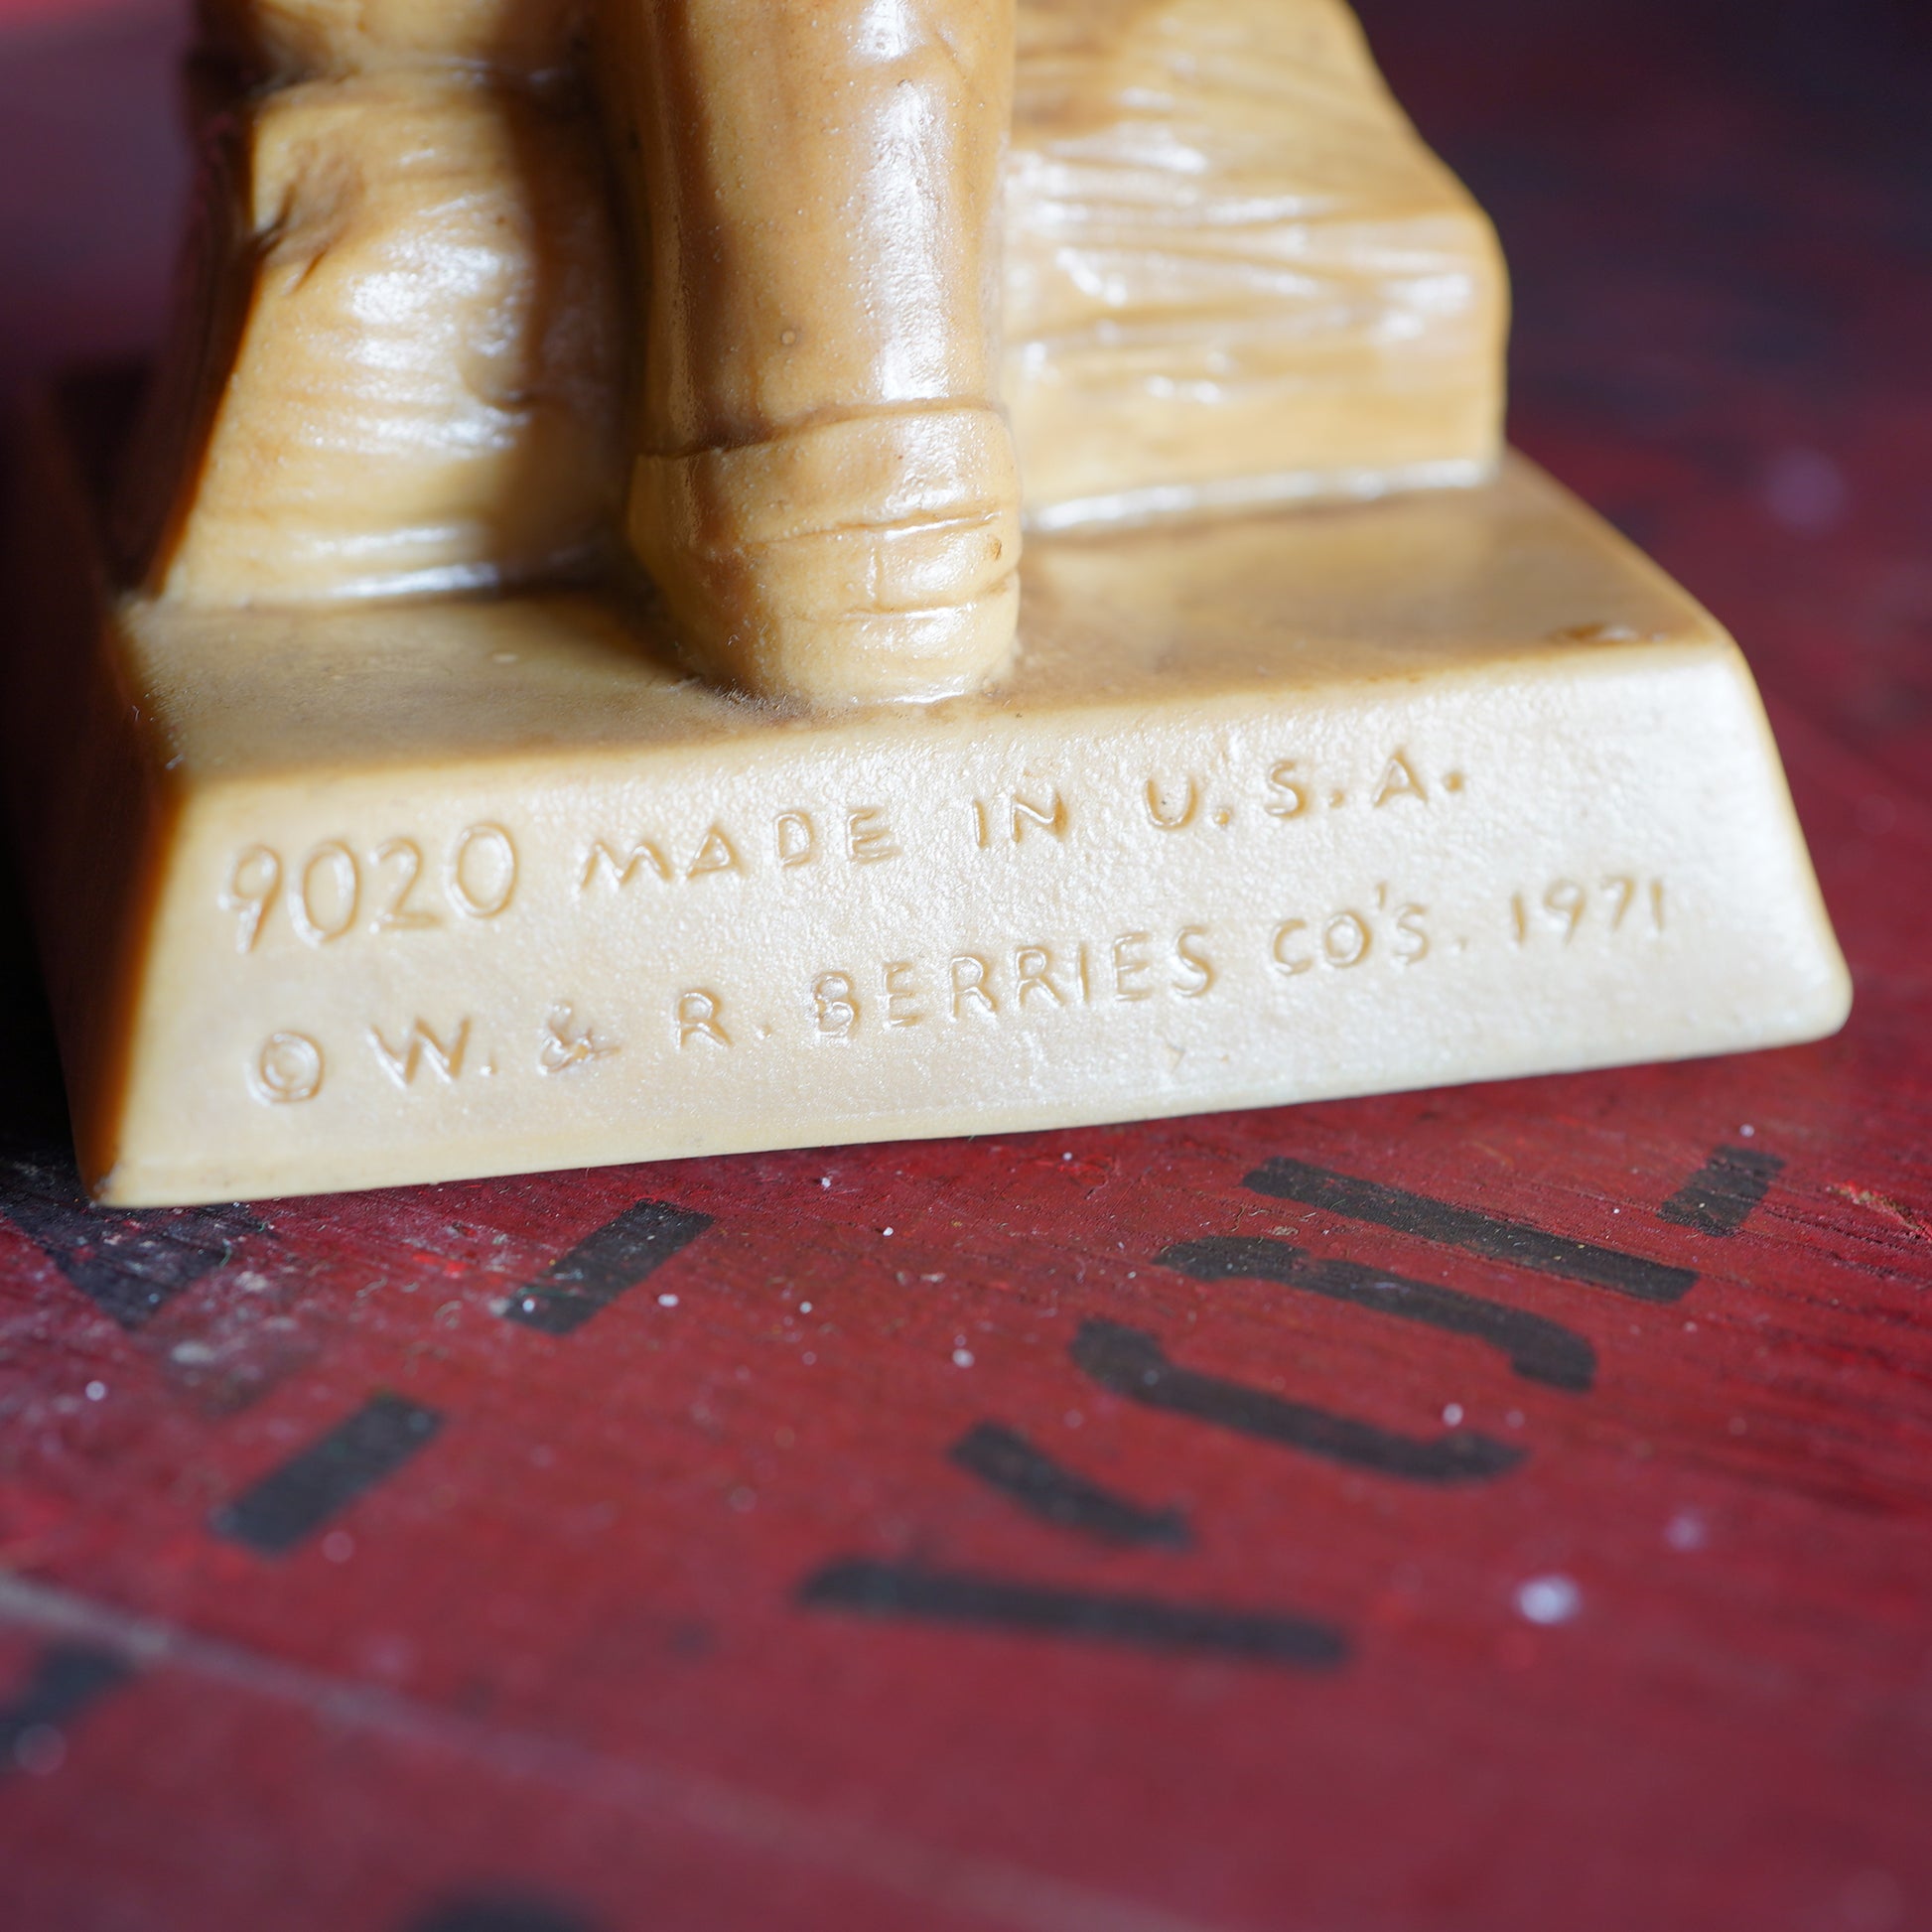 9020 MADE IN U.S.A.
© W. & R. BERRIES CO'S. 1971